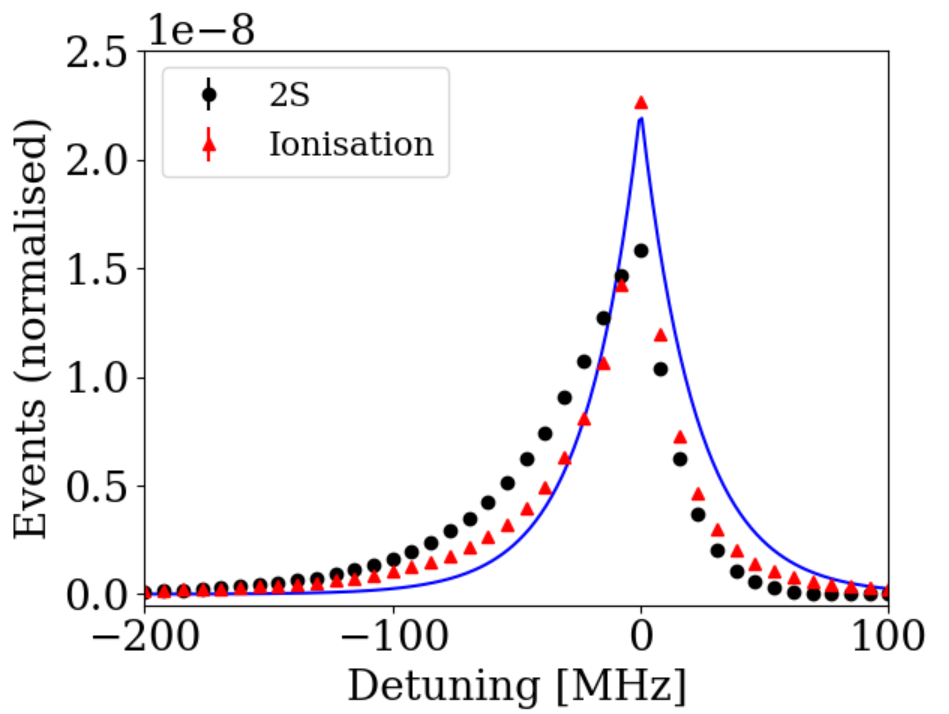 1e−8
2.5
2.0
1.5
1.0
0.5
0.0
Events (normalised)
2S
Ionisation
−200
−100
0
100
Detuning [MHz]